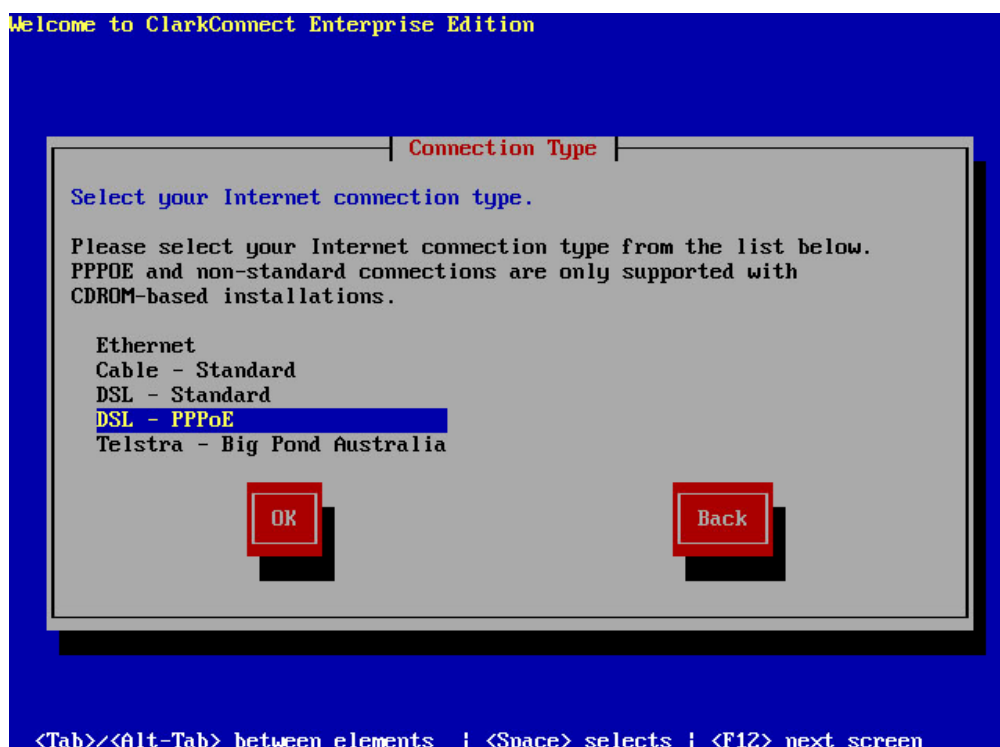 Welcome to ClarkConnect Enterprise Edition
Connection Type
Select your Internet connection type.
Please select your Internet connection type from the list below.
PPPOE and non-standard connections are only supported with
CDROM-based installations.
Ethernet
Cable - Standard
DSL - Standard
DSL - PPPoE
Telstra - Big Pond Australia
OK Back
<Tab>/<Alt-Tab> between elements | <Space> selects | <F12> next screen